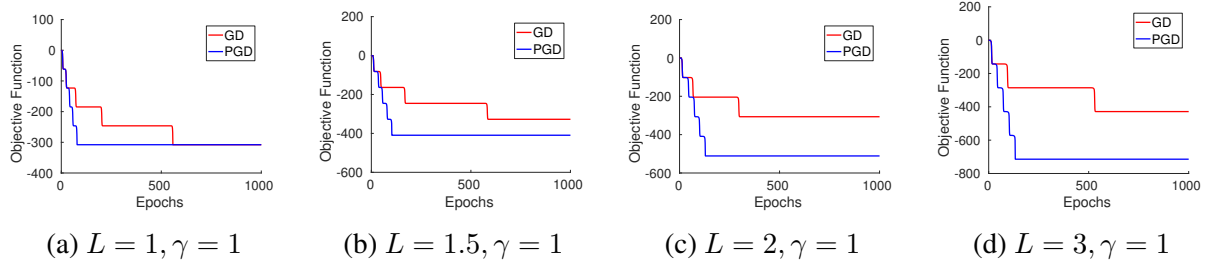 100
0
-100
-200
-300
-400
0
500
1000
Objective Function
Epochs
GD
PGD
(a) L = 1, γ = 1
200
0
-200
-400
-600
0
500
1000
Objective Function
Epochs
GD
PGD
(b) L = 1.5, γ = 1
200
0
-200
-400
-600
0
500
1000
Objective Function
Epochs
GD
PGD
(c) L = 2, γ = 1
200
0
-200
-400
-600
-800
0
500
1000
Objective Function
Epochs
GD
PGD
(d) L = 3, γ = 1